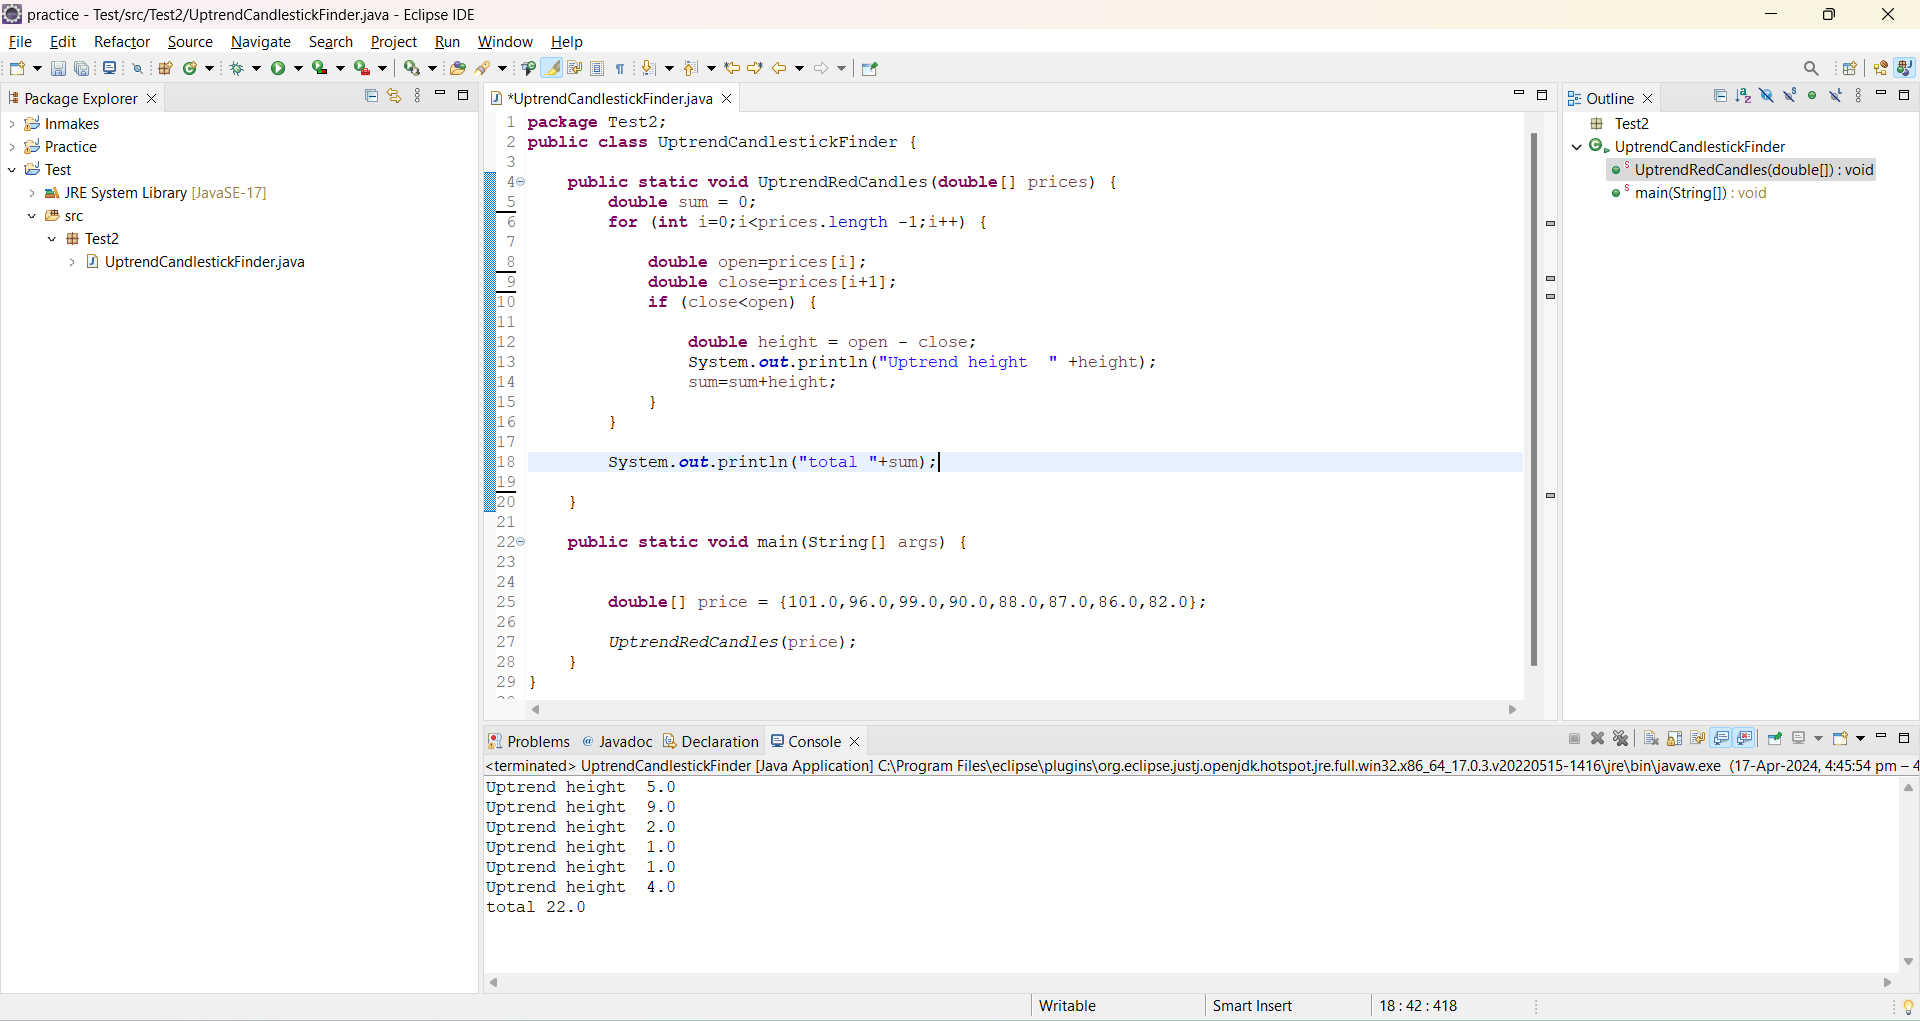 practice - Test/src/Test2/UptrendCandlestickFinder.java - Eclipse IDE
File Edit Refactor Source Navigate Search Project Run Window Help
Package Explorer
Inmakes
Practice
Test
JRE System Library [JavaSE-17]
src
Test2
UptrendCandlestickFinder.java
*UptrendCandlestickFinder.java
1 package Test2;
2 public class UptrendCandlestickFinder {
3
4 public static void UptrendRedCandles(double[] prices) {
5 double sum = 0;
6 for (int i=0;i<prices.length -1;i++) {
7
8 double open=prices[i];
9 double close=prices[i+1];
10 if (close<open) {
11
12 double height = open - close;
13 System.out.println("Uptrend height  " +height);
14 sum=sum+height;
15 }
16 }
17
18 System.out.println("total "+sum);
19
20 }
21
22 public static void main(String[] args) {
23
24
25 double[] price = {101.0,96.0,99.0,90.0,88.0,87.0,86.0,82.0};
26
27 UptrendRedCandles(price);
28 }
29 }
Outline
Test2
UptrendCandlestickFinder
UptrendRedCandles(double[]) : void
main(String[]) : void
Problems Javadoc Declaration Console
<terminated> UptrendCandlestickFinder [Java Application] C:\Program Files\eclipse\plugins\org.eclipse.justj.openjdk.hotspot.jre.full.win32.x86_64_17.0.3.v20220515-1416\jre\bin\javaw.exe (17-Apr-2024, 4:45:54 pm – 4
Uptrend height  5.0
Uptrend height  9.0
Uptrend height  2.0
Uptrend height  1.0
Uptrend height  1.0
Uptrend height  4.0
total 22.0
Writable Smart Insert 18 : 42 : 418